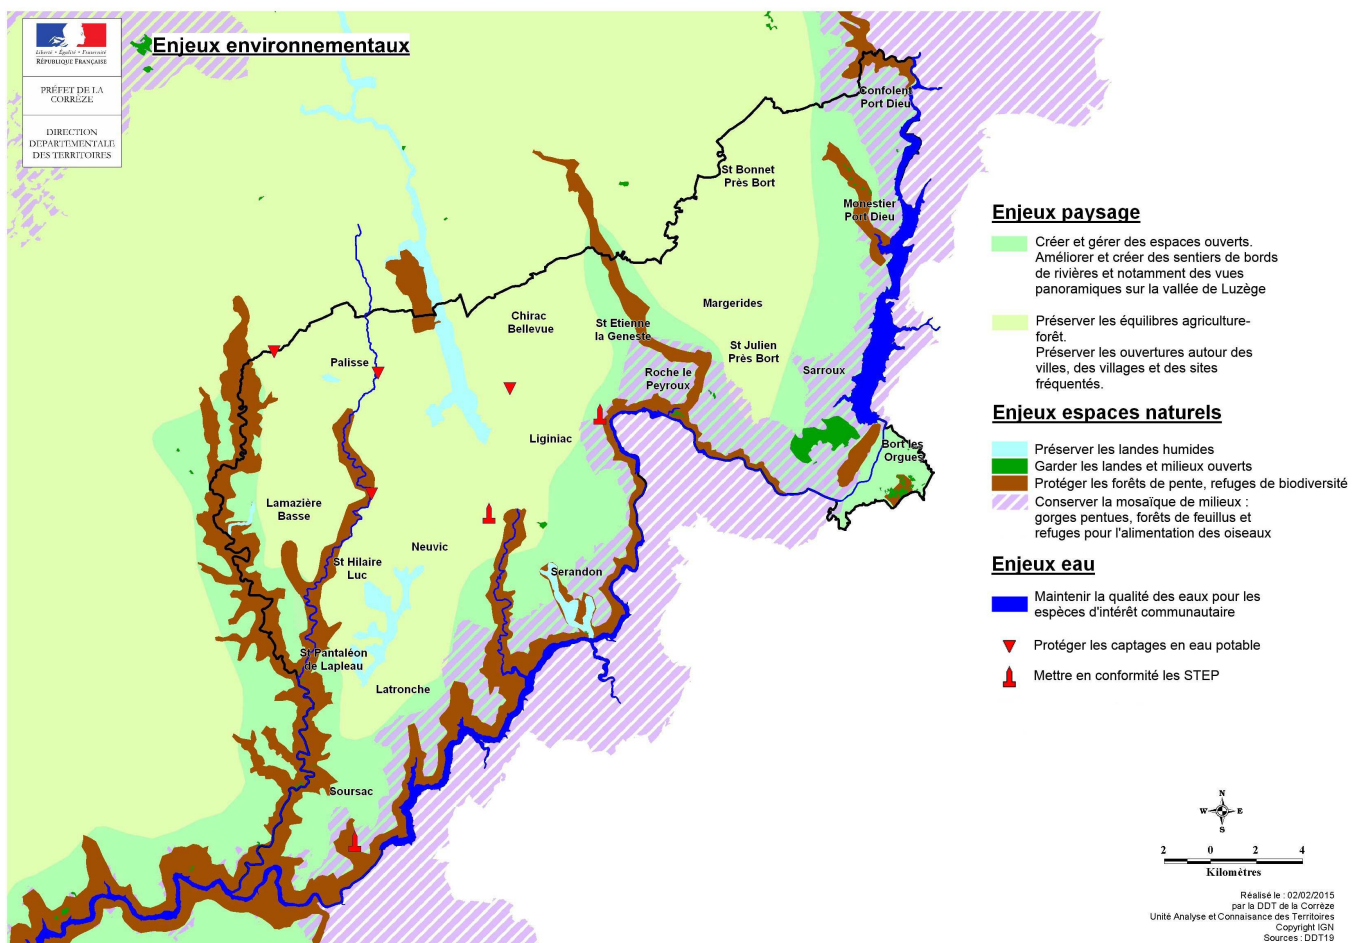 Enjeux environnementaux
Liberté • Égalité • Fraternité
RÉPUBLIQUE FRANÇAISE
PRÉFET DE LA
CORRÈZE
DIRECTION
DEPARTEMENTALE
DES TERRITOIRES
Confolent
Port Dieu
St Bonnet
Près Bort
Monestier
Port Dieu
Margerides
Chirac
Bellevue
St Etienne
la Geneste
St Julien
Près Bort
Palisse
Roche le
Peyroux
Sarroux
Liginiac
Bort les
Orgues
Lamazière
Basse
Neuvic
St Hilaire
Luc
Serandon
St Pantaléon
de Lapleau
Latronche
Soursac
Enjeux paysage
Créer et gérer des espaces ouverts.
Améliorer et créer des sentiers de bords
de rivières et notamment des vues
panoramiques sur la vallée de Luzège
Préserver les équilibres agriculture-
forêt.
Préserver les ouvertures autour des
villes, des villages et des sites
fréquentés.
Enjeux espaces naturels
Préserver les landes humides
Garder les landes et milieux ouverts
Protéger les forêts de pente, refuges de biodiversité
Conserver la mosaïque de milieux :
gorges pentues, forêts de feuillus et
refuges pour l'alimentation des oiseaux
Enjeux eau
Maintenir la qualité des eaux pour les
espèces d'intérêt communautaire
Protéger les captages en eau potable
Mettre en conformité les STEP
N
W E
S
2 0 2 4
Kilomètres
Réalisé le : 02/02/2015
par la DDT de la Corrèze
Unité Analyse et Connaisance des Territoires
Copyright IGN
Sources : DDT19